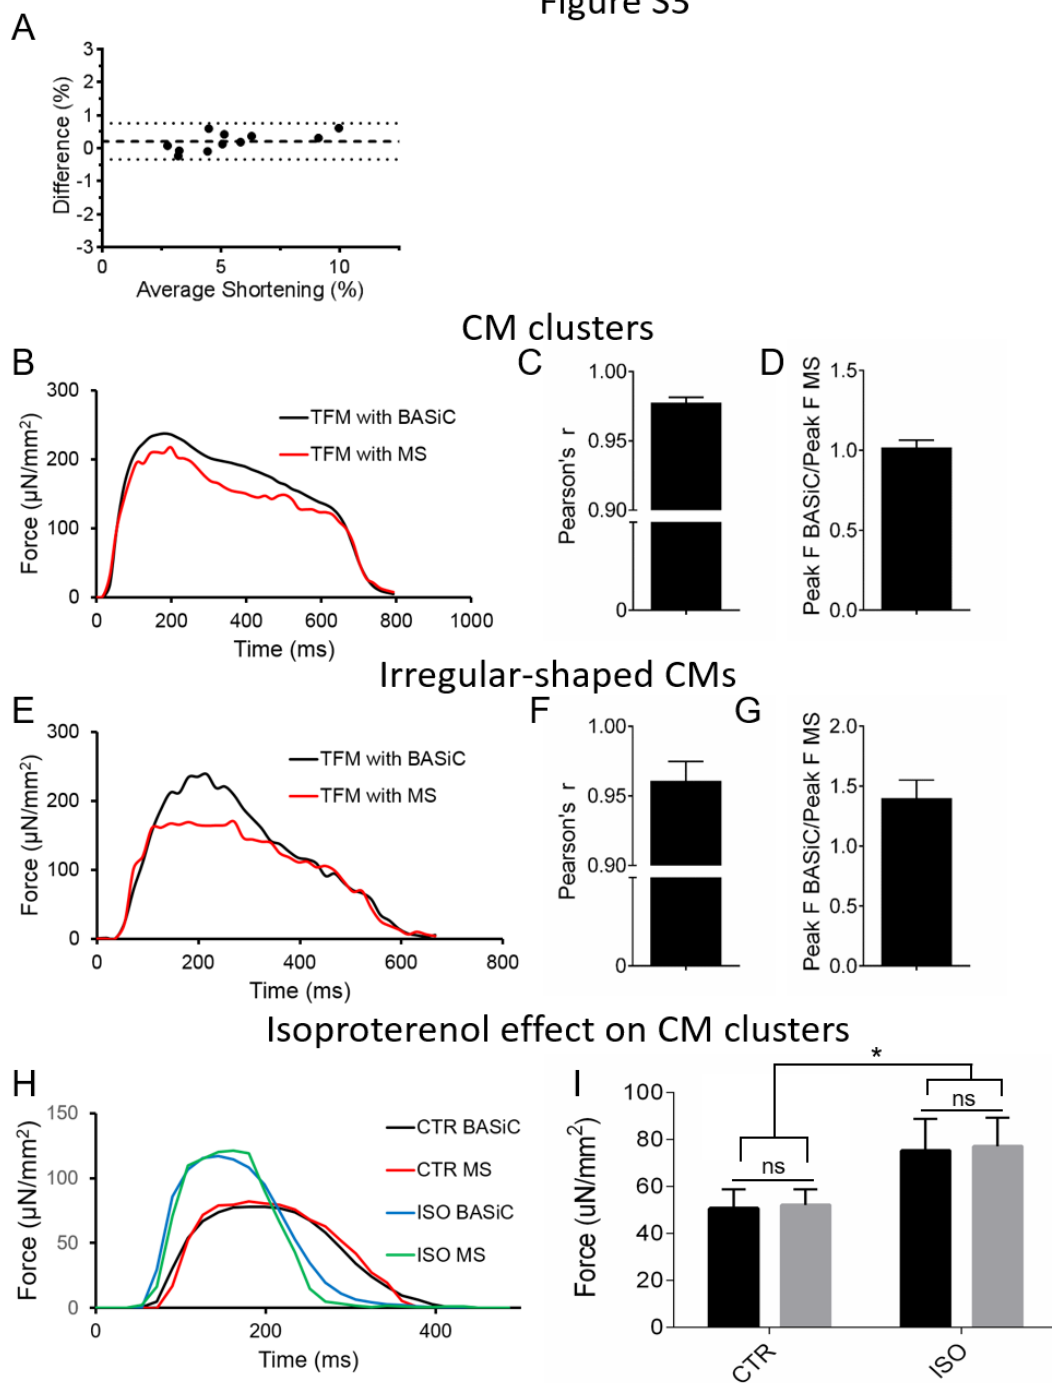 Figure S3
A
3
2
1
0
-1
-2
-3
Difference (%)
0 5 10
Average Shortening (%)
CM clusters
B
300
200
100
0
Force (µN/mm²)
TFM with BASiC
TFM with MS
0 200 400 600 800 1000
Time (ms)
C
1.00
0.95
0.90
0
Pearson's r
D
1.5
1.0
0.5
0.0
Peak F BASiC/Peak F MS
Irregular-shaped CMs
E
300
200
100
0
Force (µN/mm²)
TFM with BASiC
TFM with MS
0 200 400 600 800
Time (ms)
F
1.00
0.95
0.90
0
Pearson's r
G
2.0
1.5
1.0
0.5
0.0
Peak F BASiC/Peak F MS
Isoproterenol effect on CM clusters
H
150
100
50
0
Force (µN/mm²)
CTR BASiC
CTR MS
ISO BASiC
ISO MS
0 200 400
Time (ms)
I
100
80
60
40
20
0
Force (uN/mm²)
*
ns
ns
CTR ISO